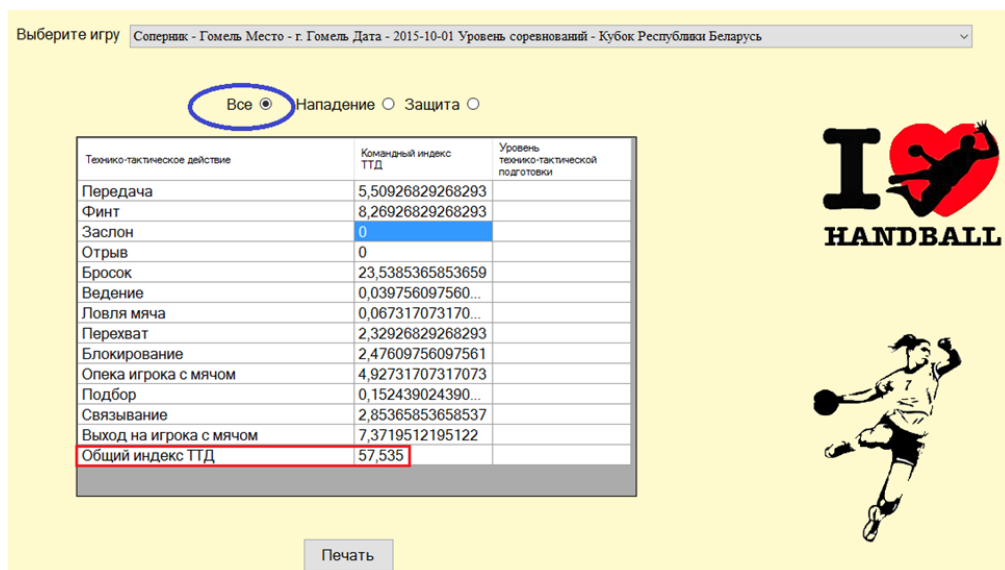 Выберите игру Соперник - Гомель Место - г. Гомель Дата - 2015-10-01 Уровень соревнований - Кубок Республики Беларусь
Все Нападение Защита
Технико-тактическое действие Командный индекс ТТД Уровень технико-тактической подготовки
Передача 5,50926829268293
Финт 8,26926829268293
Заслон 0
Отрыв 0
Бросок 23,5385365853659
Ведение 0,039756097560...
Ловля мяча 0,067317073170...
Перехват 2,32926829268293
Блокирование 2,47609756097561
Опека игрока с мячом 4,92731707317073
Подбор 0,152439024390...
Связывание 2,85365853658537
Выход на игрока с мячом 7,3719512195122
Общий индекс ТТД 57,535
Печать
I
HANDBALL
7